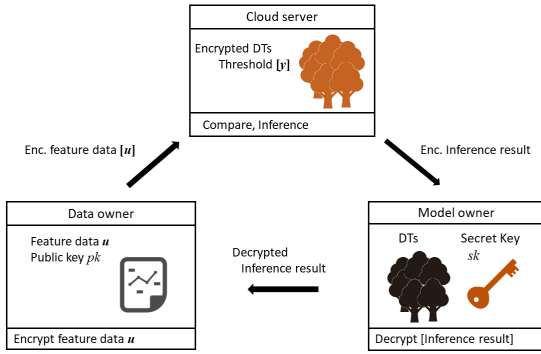 Cloud server
Encrypted DTs
Threshold [y]
Compare, Inference
Enc. feature data [u]
Enc. Inference result
Data owner
Feature data u
Public key pk
Encrypt feature data u
Decrypted
Inference result
Model owner
DTs
Secret Key
sk
Decrypt [Inference result]